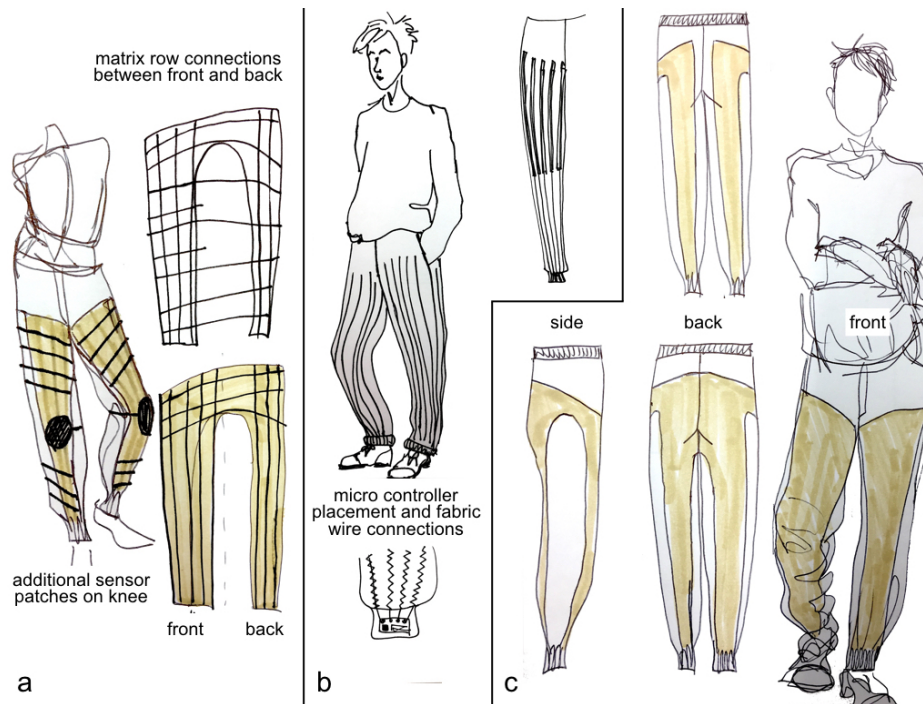 matrix row connections
between front and back
additional sensor
patches on knee
front
back
a
micro controller
placement and fabric
wire connections
b
side
back
front
c